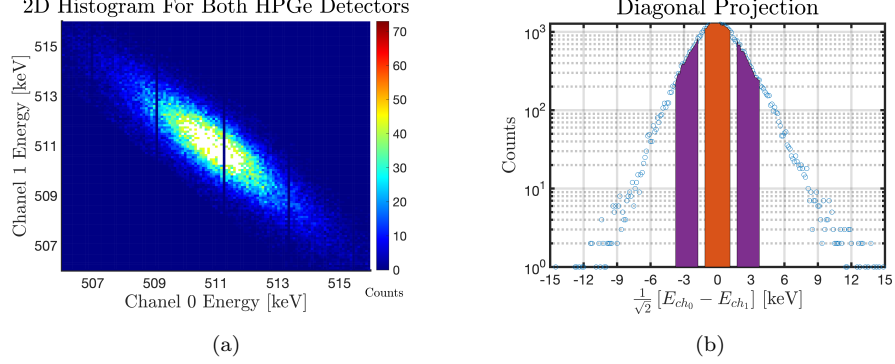 2D Histogram For Both HPGe Detectors
Channel 1 Energy [keV]
515
513
511
509
507
507 509 511 513 515
Chanel 0 Energy [keV]
70
60
50
40
30
20
10
0
Counts
(a)
Diagonal Projection
Counts
10³
10²
10¹
10⁰
-15 -12 -9 -6 -3 0 3 6 9 12 15
1/√2 [E_ch₀ − E_ch₁] [keV]
(b)